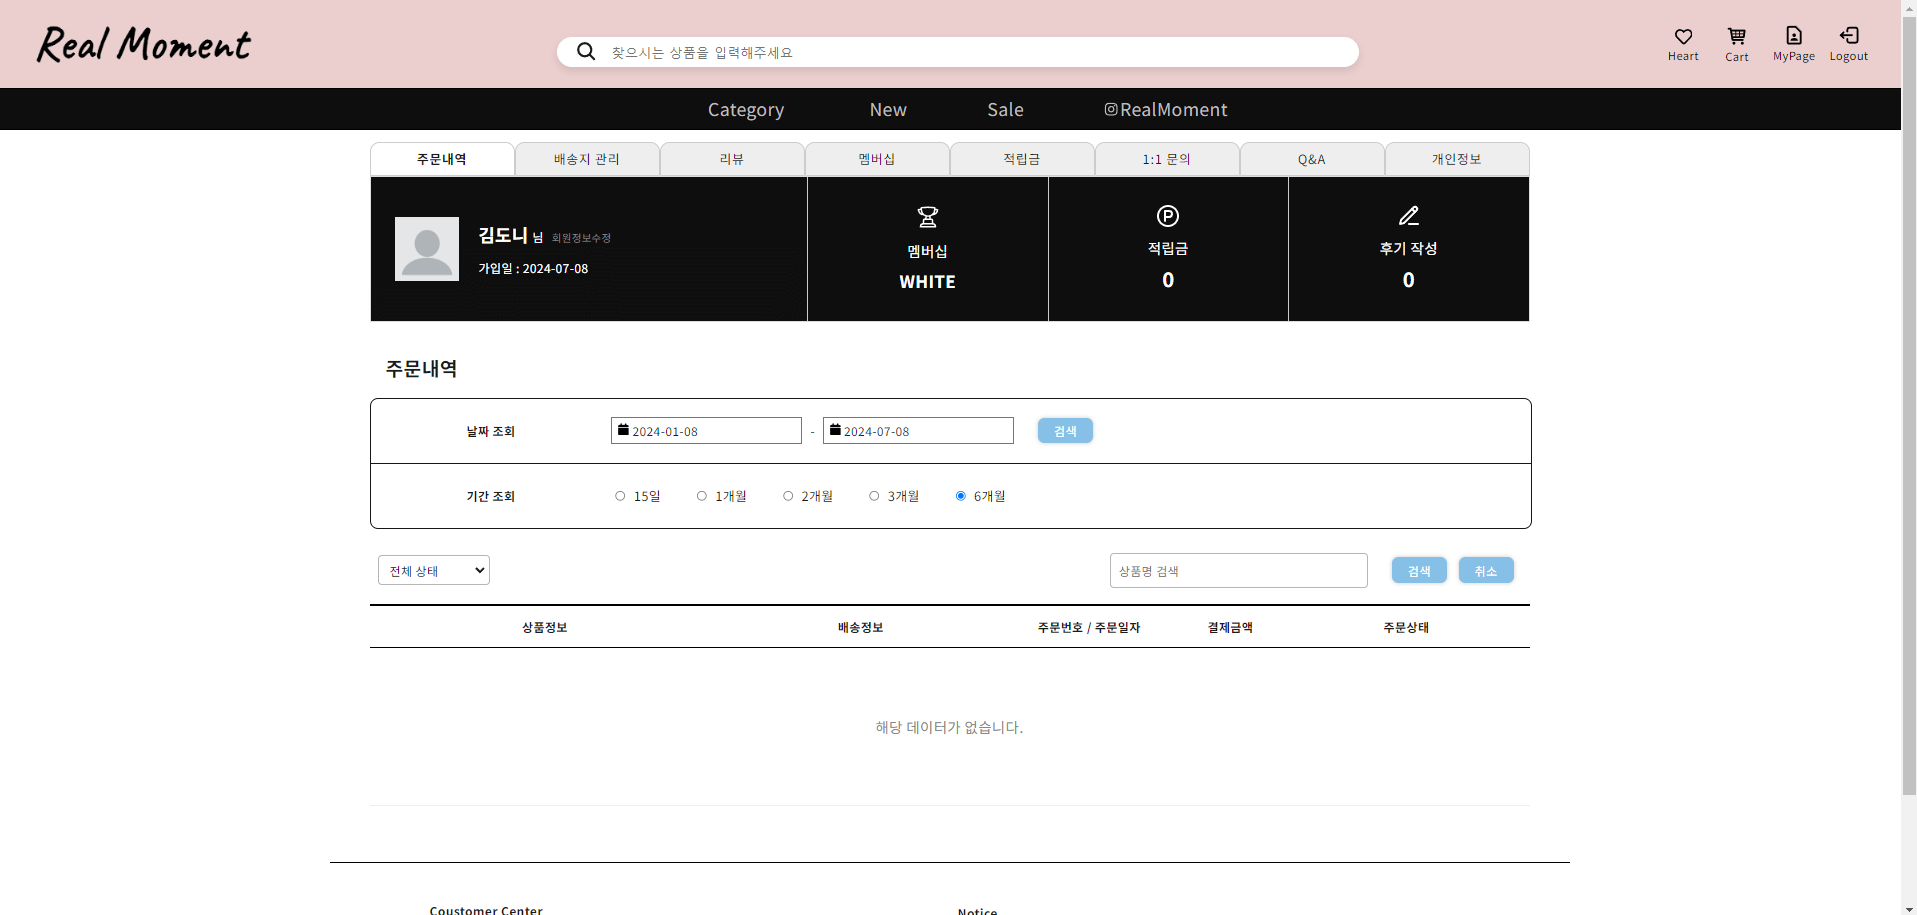 Real Moment
찾으시는 상품을 입력해주세요
Heart
Cart
MyPage
Logout
Category
New
Sale
RealMoment
주문내역
배송지 관리
리뷰
멤버십
적립금
1:1 문의
Q&A
개인정보
김도니 님 회원정보수정
가입일 : 2024-07-08
멤버십
WHITE
적립금
0
후기 작성
0
주문내역
날짜 조회
2024-01-08
-
2024-07-08
검색
기간 조회
15일
1개월
2개월
3개월
6개월
전체 상태
상품명 검색
검색
취소
상품정보
배송정보
주문번호 / 주문일자
결제금액
주문상태
해당 데이터가 없습니다.
Coustomer Center
Notice